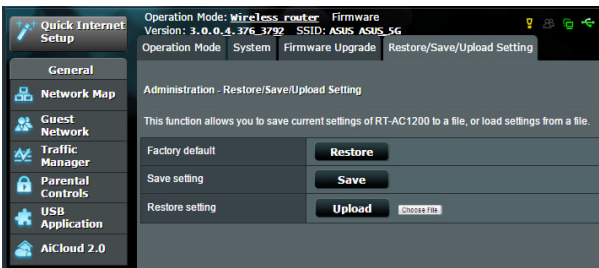 Quick Internet
Setup
General
Network Map
Guest
Network
Traffic
Manager
Parental
Controls
USB
Application
AiCloud 2.0
Operation Mode: Wireless router Firmware
Version: 3.0.0.4.376_3792 SSID: ASUS ASUS_5G
Operation Mode System Firmware Upgrade Restore/Save/Upload Setting
Administration - Restore/Save/Upload Setting
This function allows you to save current settings of RT-AC1200 to a file, or load settings from a file.
Factory default Restore
Save setting Save
Restore setting Upload Choose File